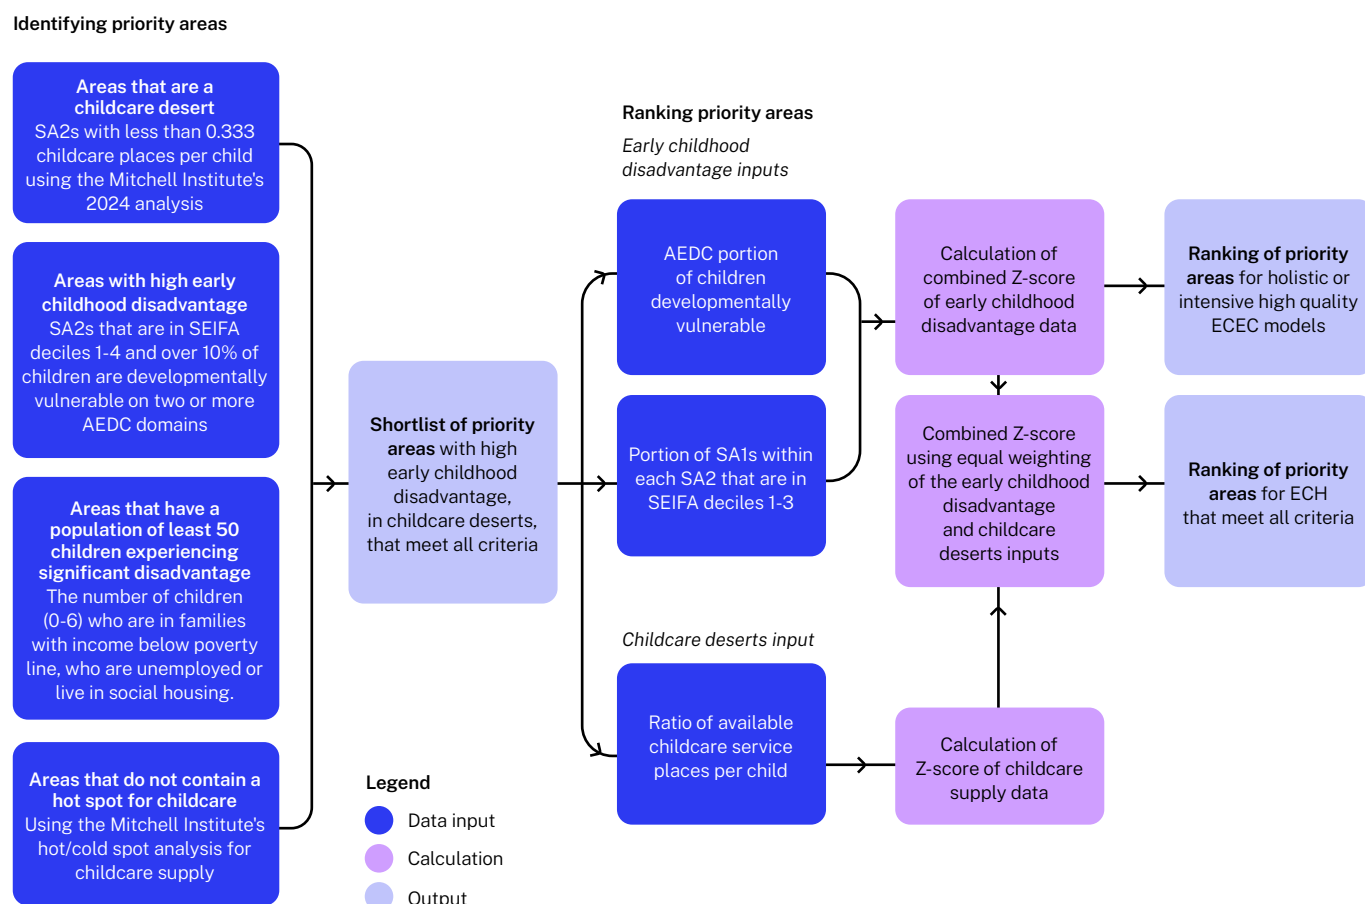 Identifying priority areas
Areas that are a
childcare desert
SA2s with less than 0.333
childcare places per child
using the Mitchell Institute's
2024 analysis
Areas with high early
childhood disadvantage
SA2s that are in SEIFA
deciles 1-4 and over 10% of
children are developmentally
vulnerable on two or more
AEDC domains
Areas that have a
population of least 50
children experiencing
significant disadvantage
The number of children
(0-6) who are in families
with income below poverty
line, who are unemployed or
live in social housing.
Areas that do not contain a
hot spot for childcare
Using the Mitchell Institute's
hot/cold spot analysis for
childcare supply
Shortlist of priority
areas with high
early childhood
disadvantage,
in childcare deserts,
that meet all criteria
Legend
Data input
Calculation
Output
Ranking priority areas
Early childhood
disadvantage inputs
AEDC portion
of children
developmentally
vulnerable
Portion of SA1s within
each SA2 that are in
SEIFA deciles 1-3
Childcare deserts input
Ratio of available
childcare service
places per child
Calculation of
combined Z-score
of early childhood
disadvantage data
Combined Z-score
using equal weighting
of the early childhood
disadvantage
and childcare
deserts inputs
Calculation of
Z-score of childcare
supply data
Ranking of priority
areas for holistic or
intensive high quality
ECEC models
Ranking of priority
areas for ECH
that meet all criteria